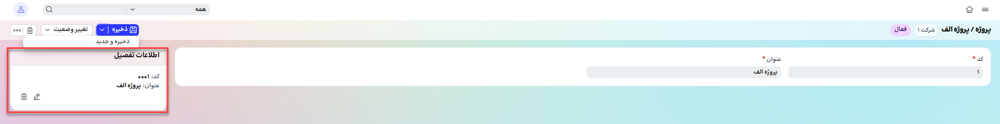 همه
پروژه / پروژه الف
شرکت ۱
فعال
ذخیره
تغییر وضعیت
ذخیره و جدید
کد *
۱
عنوان *
پروژه الف
اطلاعات تفصیل
کد: ۰۰۰۱
عنوان: پروژه الف